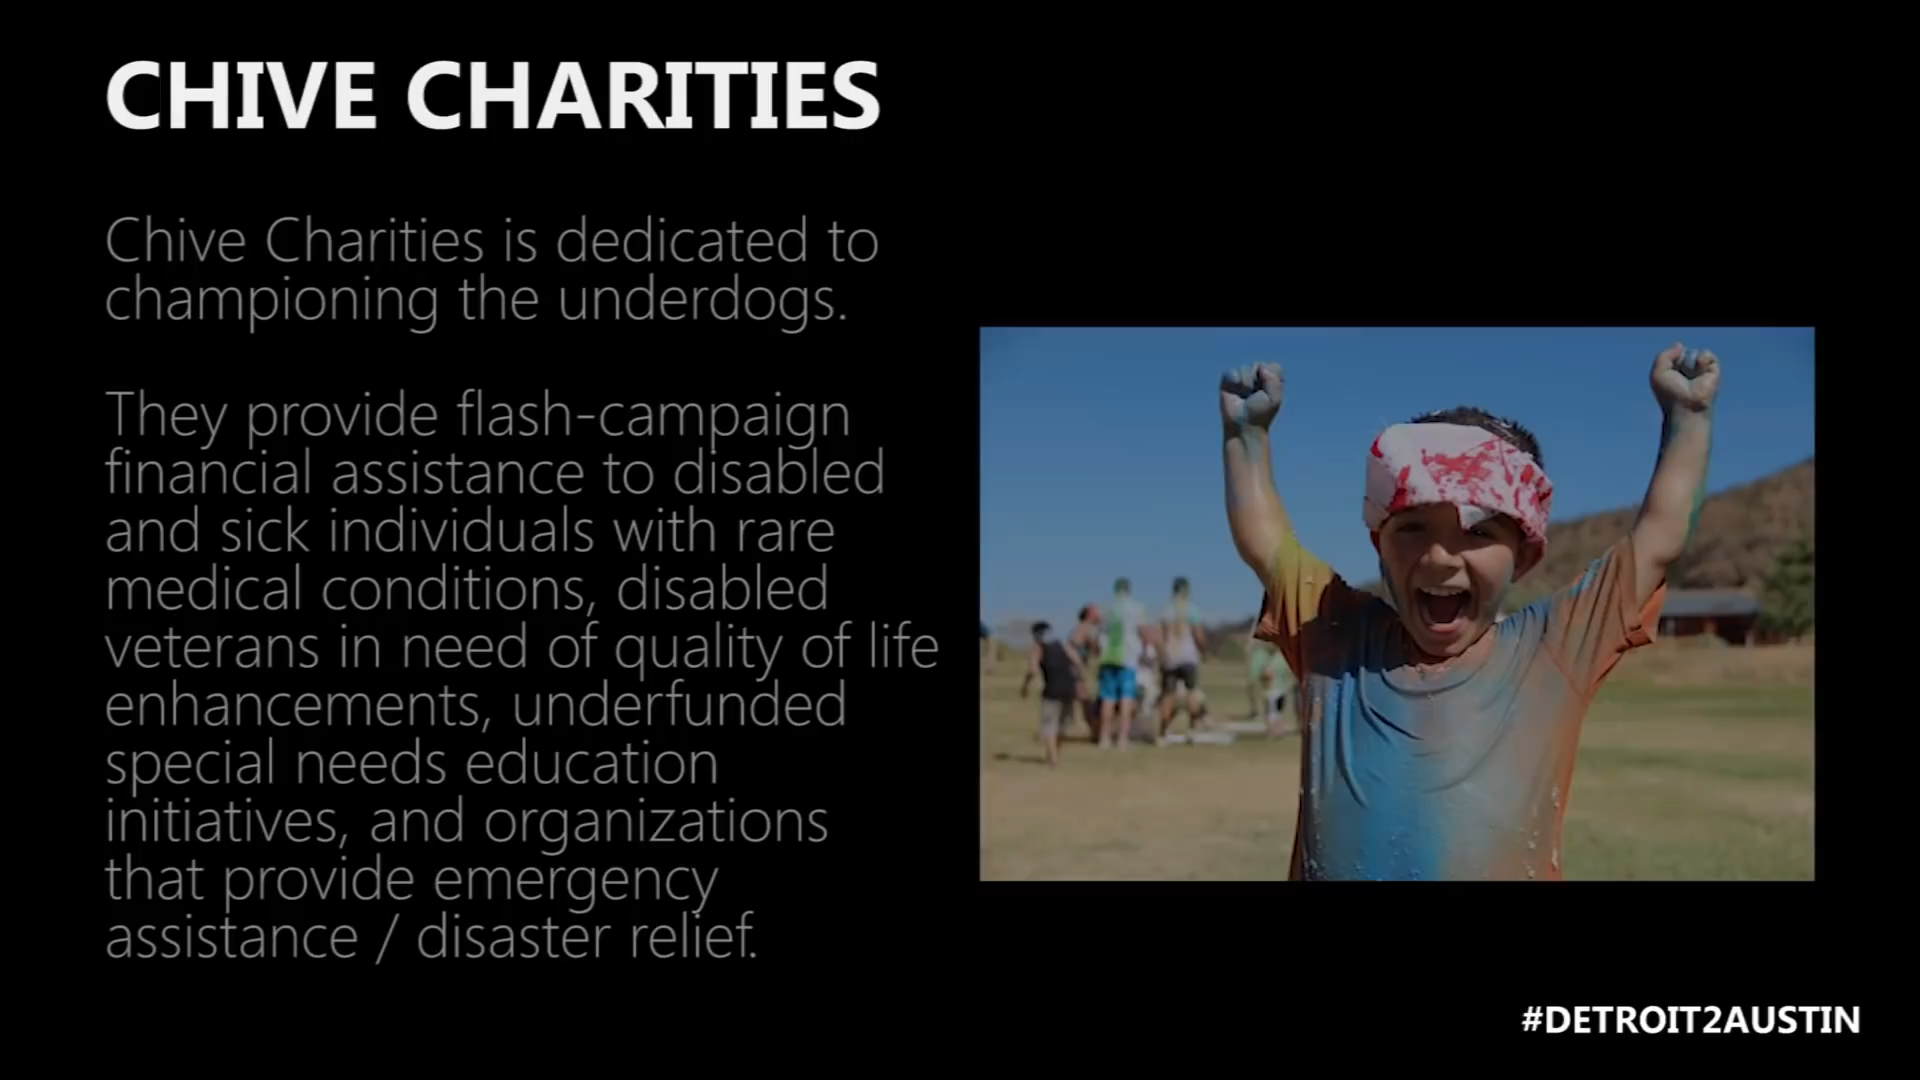 CHIVE CHARITIES
Chive Charities is dedicated to
championing the underdogs.
They provide flash-campaign
financial assistance to disabled
and sick individuals with rare
medical conditions, disabled
veterans in need of quality of life
enhancements, underfunded
special needs education
initiatives, and organizations
that provide emergency
assistance / disaster relief.
#DETROIT2AUSTIN